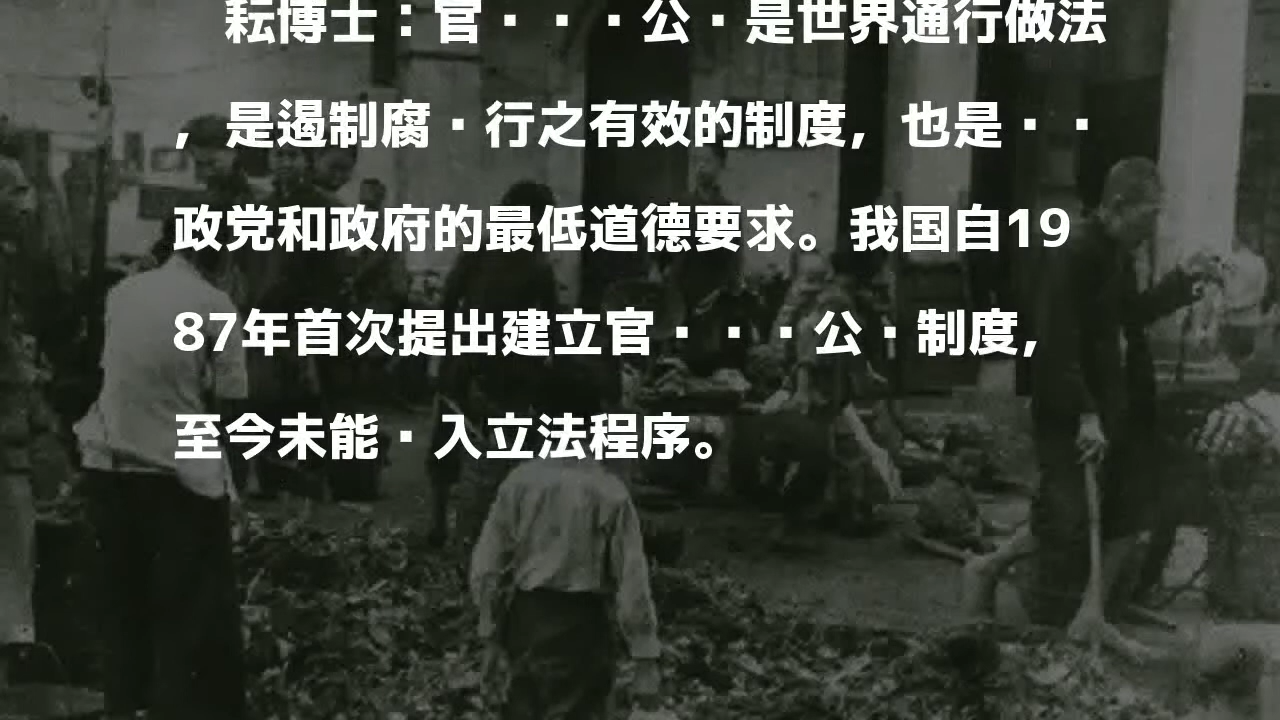 耘博士：官···公·是世界通行做法
，是遏制腐·行之有效的制度，也是··
政党和政府的最低道德要求。我国自19
87年首次提出建立官···公·制度，
至今未能·入立法程序。